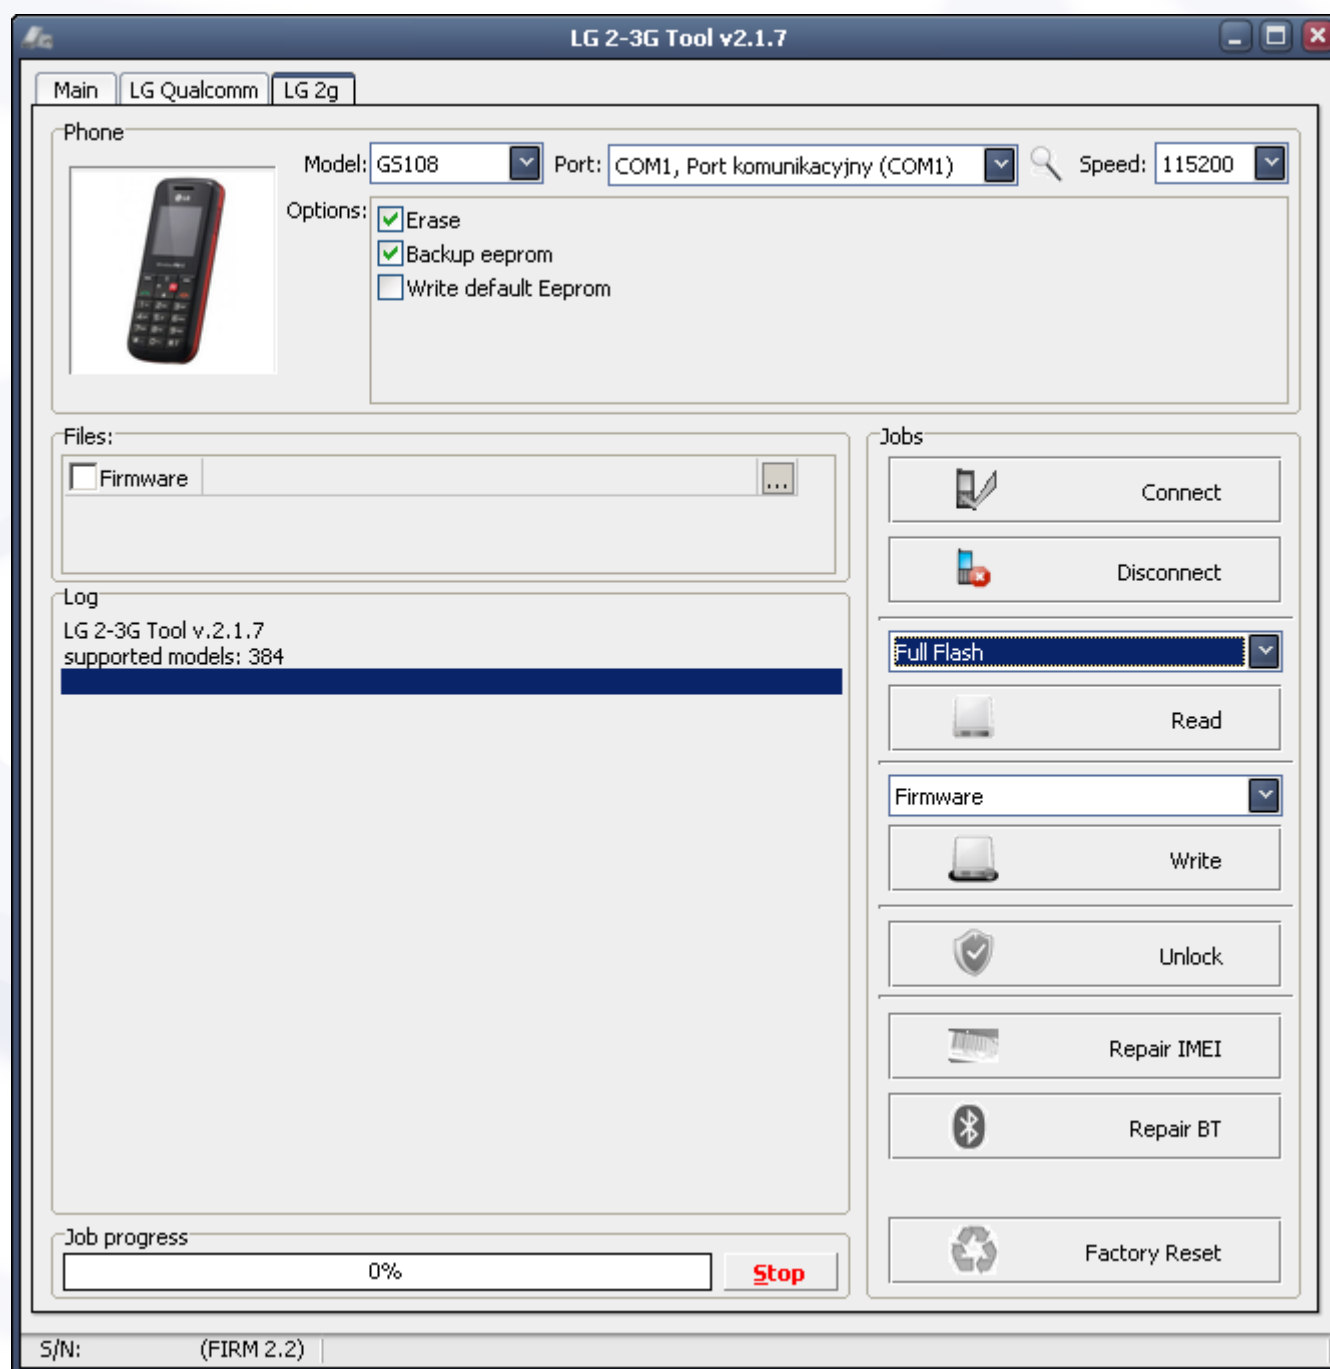 LG 2-3G Tool v2.1.7
Main LG Qualcomm LG 2g
Phone
Model: GS108 Port: COM1, Port komunikacyjny (COM1) Speed: 115200
Options:
Erase
Backup eeprom
Write default Eeprom
Files:
Firmware ...
Log
LG 2-3G Tool v.2.1.7
supported models: 384
Job progress
0% Stop
Jobs
Connect
Disconnect
Full Flash
Read
Firmware
Write
Unlock
Repair IMEI
Repair BT
Factory Reset
S/N: (FIRM 2.2)